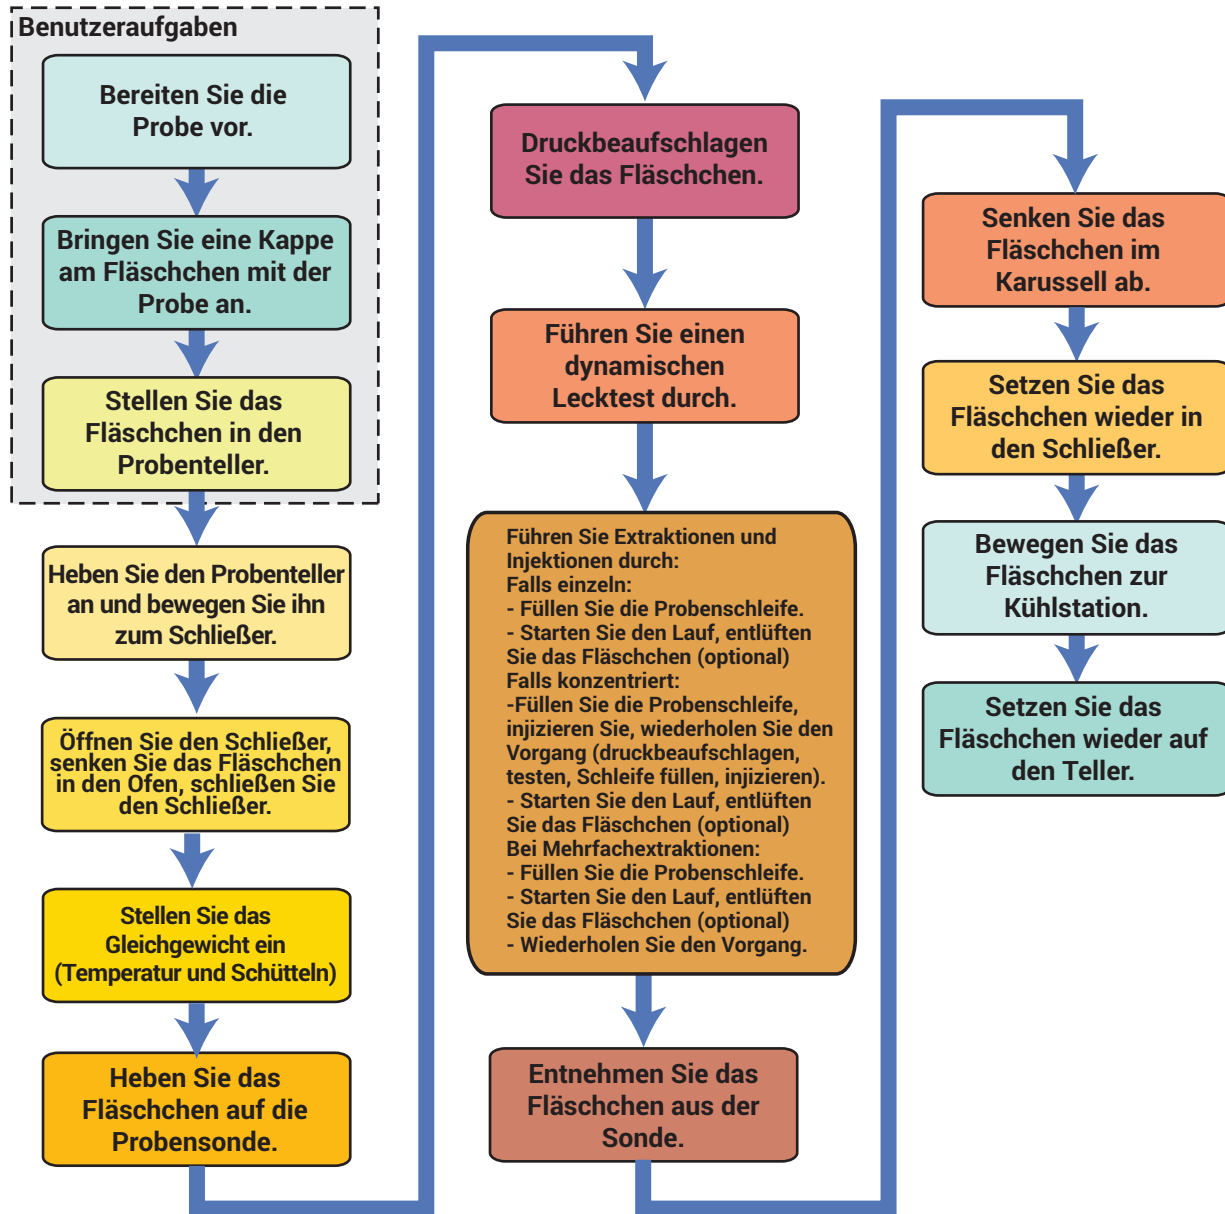 Benutzeraufgaben
Bereiten Sie die
Probe vor.
Bringen Sie eine Kappe
am Fläschchen mit der
Probe an.
Stellen Sie das
Fläschchen in den
Probenteller.
Heben Sie den Probenteller
an und bewegen Sie ihn
zum Schließer.
Öffnen Sie den Schließer,
senken Sie das Fläschchen
in den Ofen, schließen Sie
den Schließer.
Stellen Sie das
Gleichgewicht ein
(Temperatur und Schütteln)
Heben Sie das
Fläschchen auf die
Probensonde.
Druckbeaufschlagen
Sie das Fläschchen.
Führen Sie einen
dynamischen
Lecktest durch.
Führen Sie Extraktionen und
Injektionen durch:
Falls einzeln:
- Füllen Sie die Probenschleife.
- Starten Sie den Lauf, entlüften
Sie das Fläschchen (optional)
Falls konzentriert:
-Füllen Sie die Probenschleife,
injizieren Sie, wiederholen Sie den
Vorgang (druckbeaufschlagen,
testen, Schleife füllen, injizieren).
- Starten Sie den Lauf, entlüften
Sie das Fläschchen (optional)
Bei Mehrfachextraktionen:
- Füllen Sie die Probenschleife.
- Starten Sie den Lauf, entlüften
Sie das Fläschchen (optional)
- Wiederholen Sie den Vorgang.
Entnehmen Sie das
Fläschchen aus der
Sonde.
Senken Sie das
Fläschchen im
Karussell ab.
Setzen Sie das
Fläschchen wieder in
den Schließer.
Bewegen Sie das
Fläschchen zur
Kühlstation.
Setzen Sie das
Fläschchen wieder auf
den Teller.